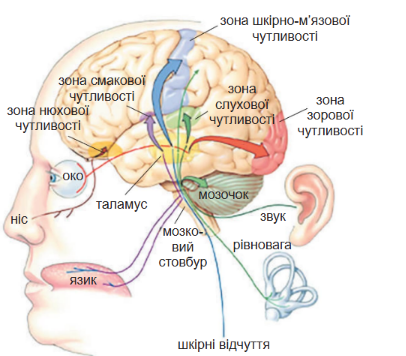 зона шкірно-м'язової
чутливості
зона смакової
чутливості
зона
слухової
чутливості
зона
зорової
чутливості
зона нюхової
чутливості
око
таламус
мозочок
ніс
мозко-
вий
стовбур
звук
рівновага
язик
шкірні відчуття